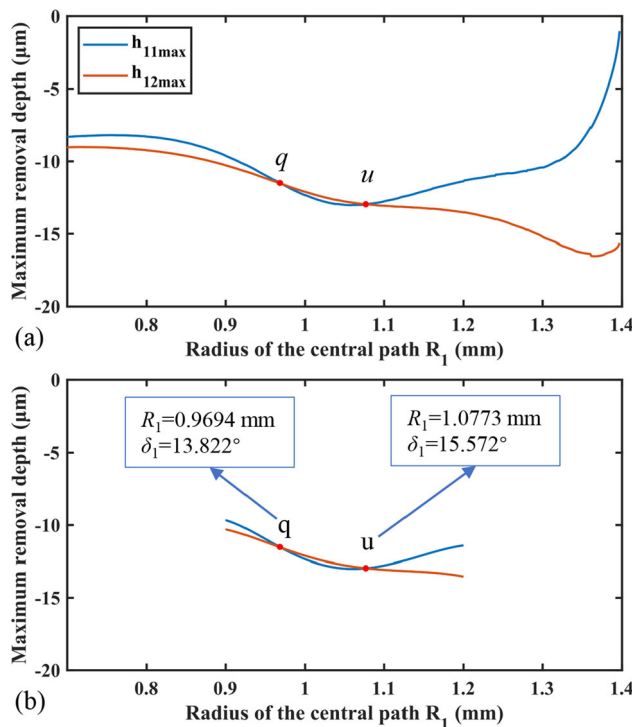 0
-5
-10
-15
-20
Maximum removal depth (μm)
h11max
h12max
q
u
0.8
0.9
1
1.1
1.2
1.3
1.4
Radius of the central path R1 (mm)
(a)
0
-5
-10
-15
-20
Maximum removal depth (μm)
R1=0.9694 mm
δ1=13.822°
R1=1.0773 mm
δ1=15.572°
q
u
0.8
0.9
1
1.1
1.2
1.3
1.4
Radius of the central path R1 (mm)
(b)